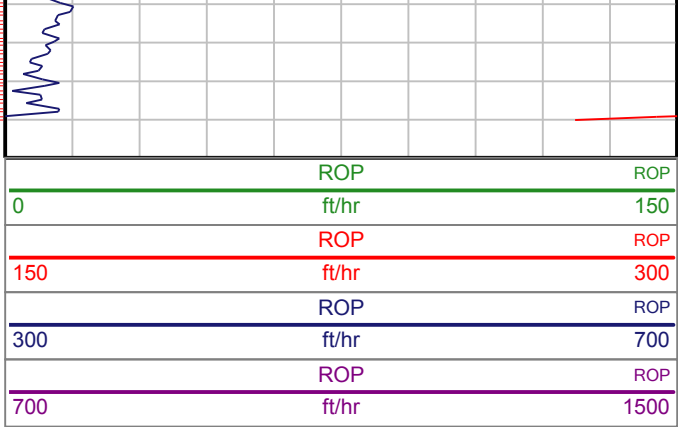 ROP ROP
0 ft/hr 150
ROP ROP
150 ft/hr 300
ROP ROP
300 ft/hr 700
ROP ROP
700 ft/hr 1500